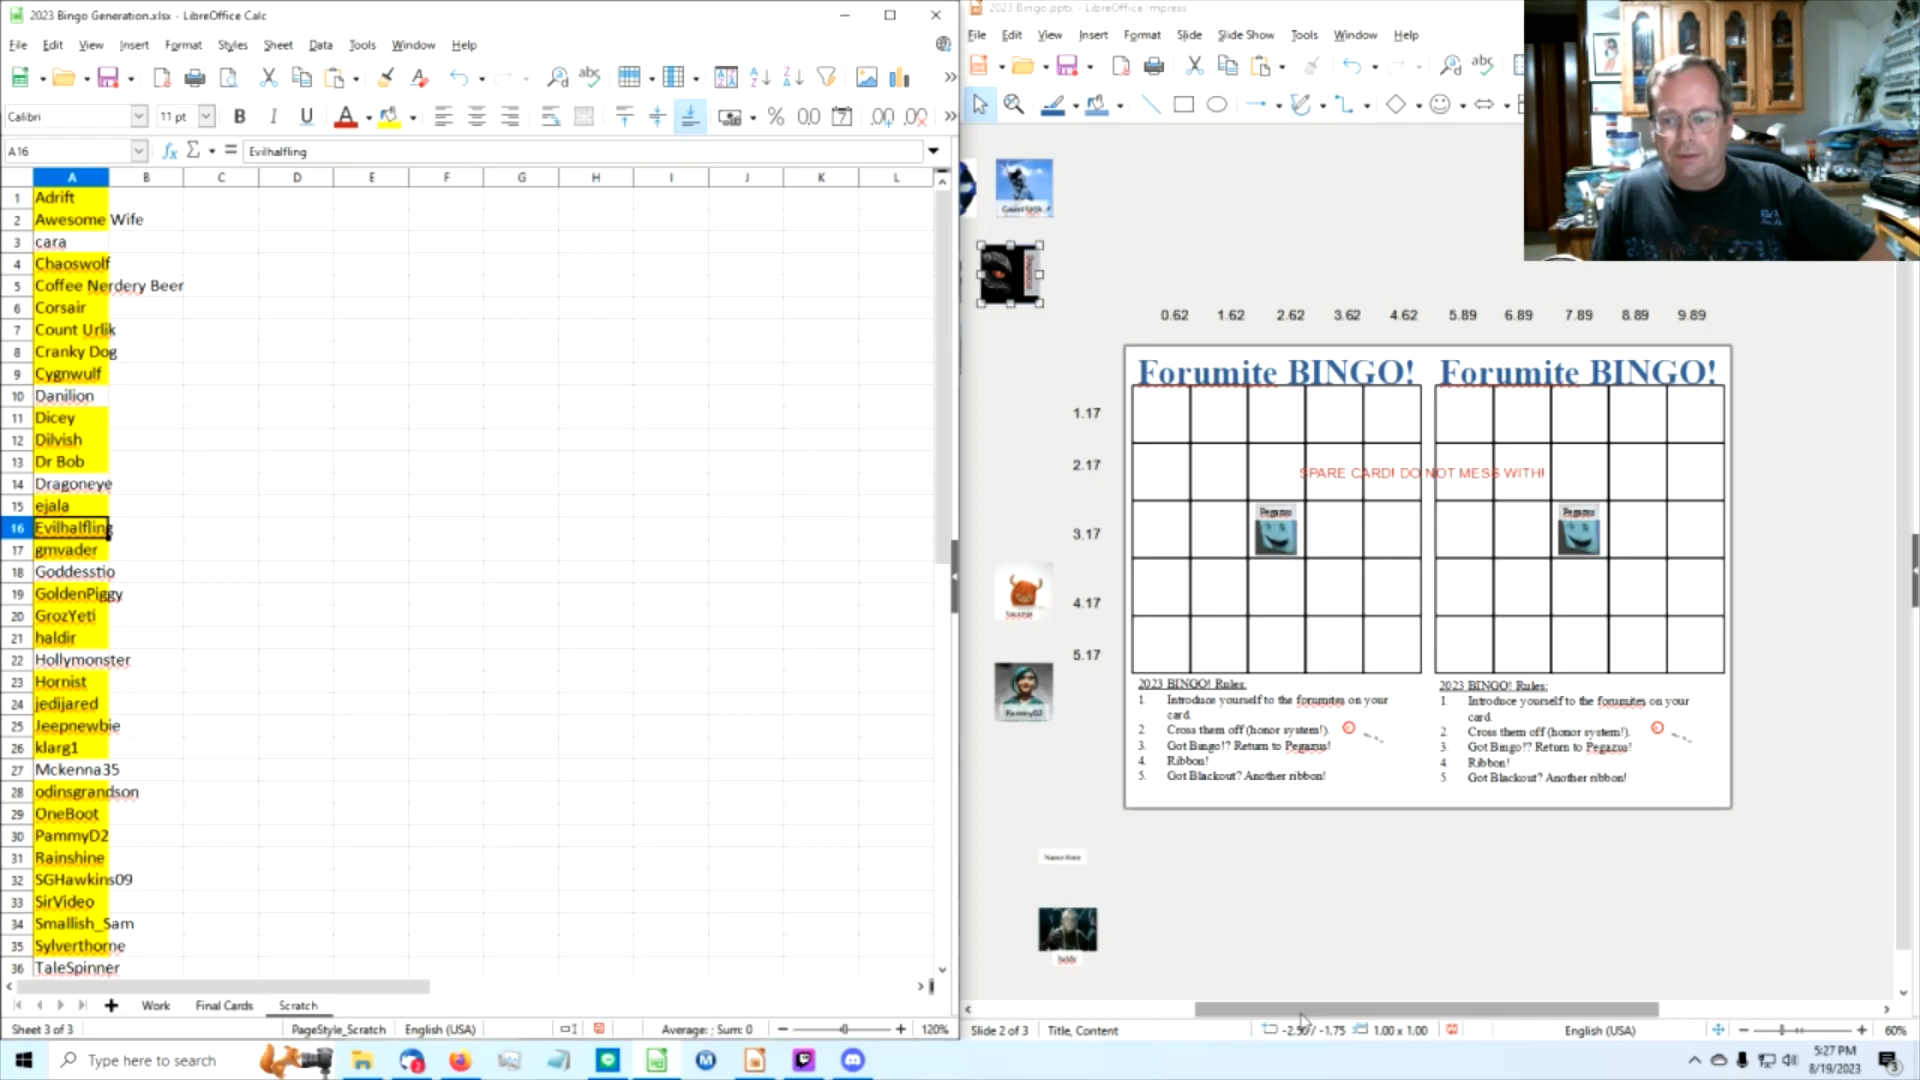 2023 Bingo Generation.xlsx - LibreOffice Calc
File Edit View Insert Format Styles Sheet Data Tools Window Help
Calibri
11 pt
A16
Evilhalfling
A B C D E F G H I J K L
1 Adrift
2 Awesome Wife
3 cara
4 Chaoswolf
5 Coffee Nerdery Beer
6 Corsair
7 Count Urlik
8 Cranky Dog
9 Cygnwulf
10 Danilion
11 Dicey
12 Dilvish
13 Dr Bob
14 Dragoneye
15 ejala
16 Evilhalfling
17 gmvader
18 Goddesstio
19 GoldenPiggy
20 GrozYeti
21 haldir
22 Hollymonster
23 Hornist
24 jedijared
25 Jeepnewbie
26 klarg1
27 Mckenna35
28 odinsgrandson
29 OneBoot
30 PammyD2
31 Rainshine
32 SGHawkins09
33 SirVideo
34 Smallish_Sam
35 Sylverthorne
36 TaleSpinner
Work Final Cards Scratch
Sheet 3 of 3 PageStyle_Scratch English (USA) Average: ; Sum: 0 120%
2023 Bingo.pptx - LibreOffice Impress
File Edit View Insert Format Slide Slide Show Tools Window Help
Count Urlik
Dragoneye
0.62 1.62 2.62 3.62 4.62 5.89 6.89 7.89 8.89 9.89
Forumite BINGO! Forumite BINGO!
1.17
2.17
SPARE CARD! DO NOT MESS WITH!
Pegazus Pegazus
3.17
4.17
5.17
PammyD2
2023 BINGO! Rules:
1. Introduce yourself to the forumites on your
card.
2. Cross them off (honor system!).
3. Got Bingo!? Return to Pegazus!
4. Ribbon!
5. Got Blackout? Another ribbon!
2023 BINGO! Rules:
1. Introduce yourself to the forumites on your
card.
2. Cross them off (honor system!).
3. Got Bingo!? Return to Pegazus!
4. Ribbon!
5. Got Blackout? Another ribbon!
Name Here
haldir
Slide 2 of 3 Title, Content 1.00 x 1.00 English (USA) 60%
Type here to search
5:27 PM
8/19/2023